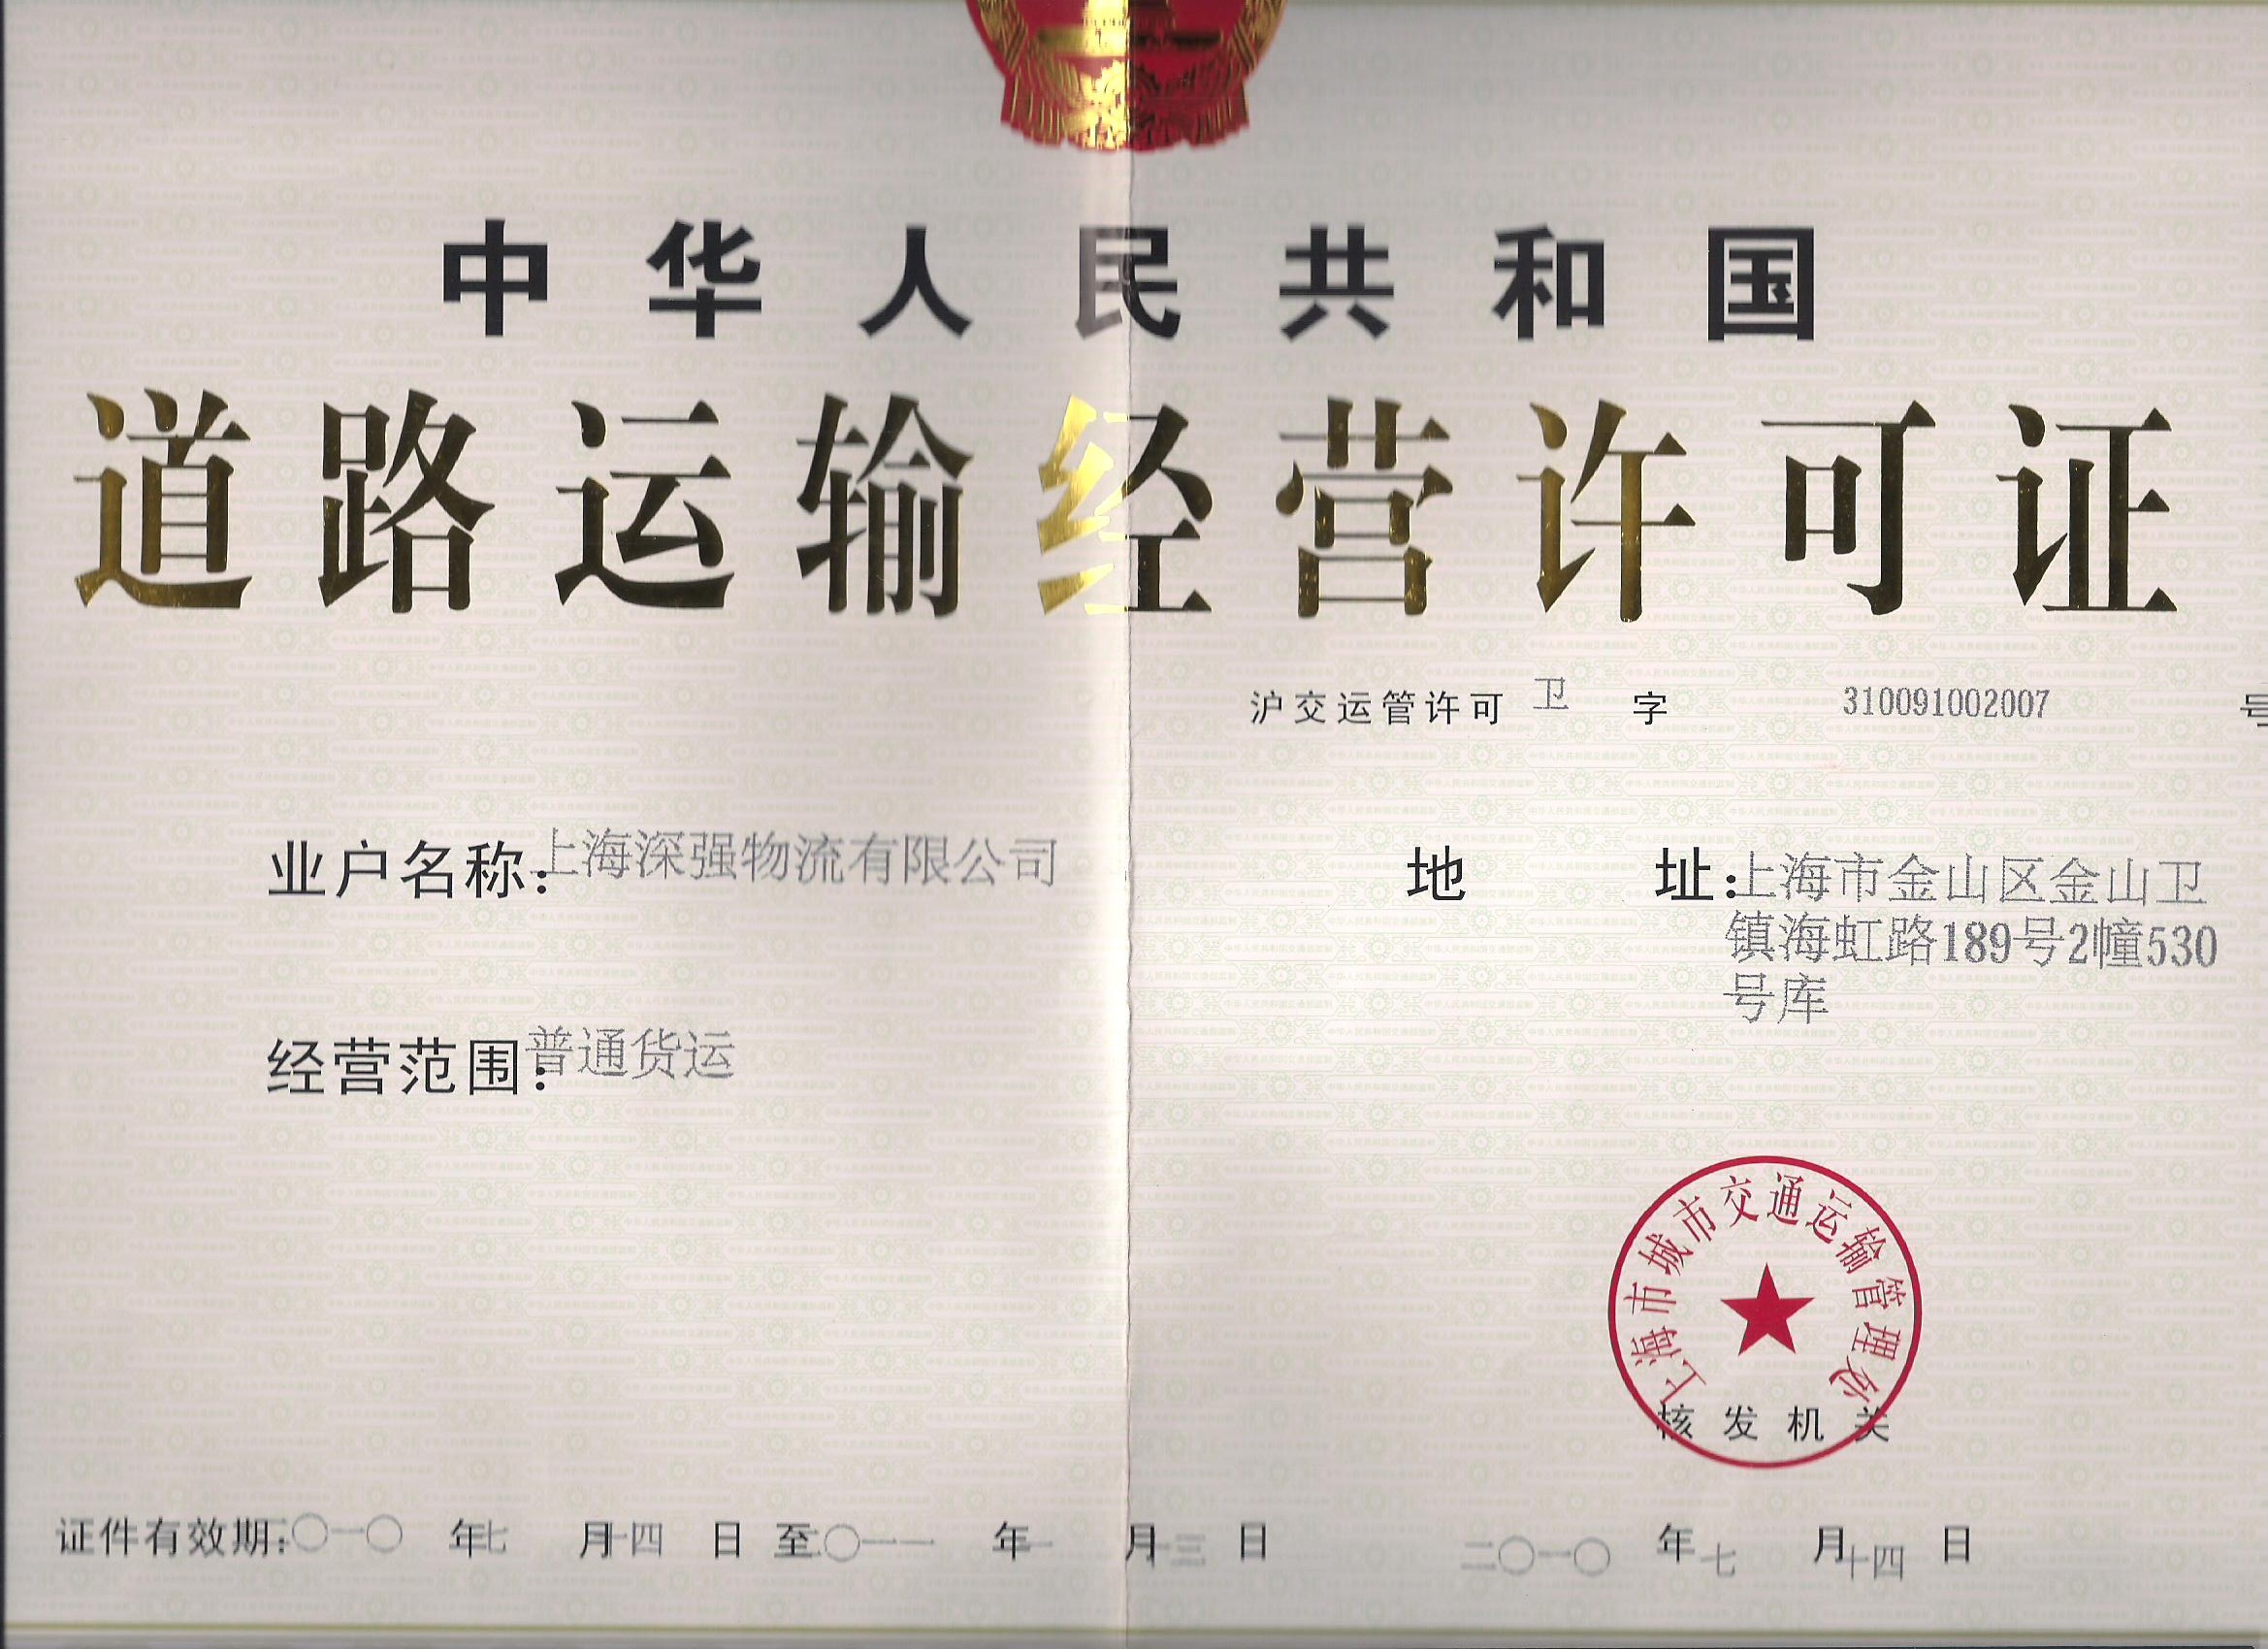 中华人民共和国
道路运输经营许可证
沪交运管许可 卫 字 310091002007 号
业户名称:上海深强物流有限公司
地 址:上海市金山区金山卫
镇海虹路189号2幢530
号库
经营范围:普通货运
上海市城市交通运输管理处
核发机关
证件有效期:二〇一〇 年 七 月 十四 日 至 二〇一一 年 一 月 十三 日
二〇一〇 年 七 月 十四 日